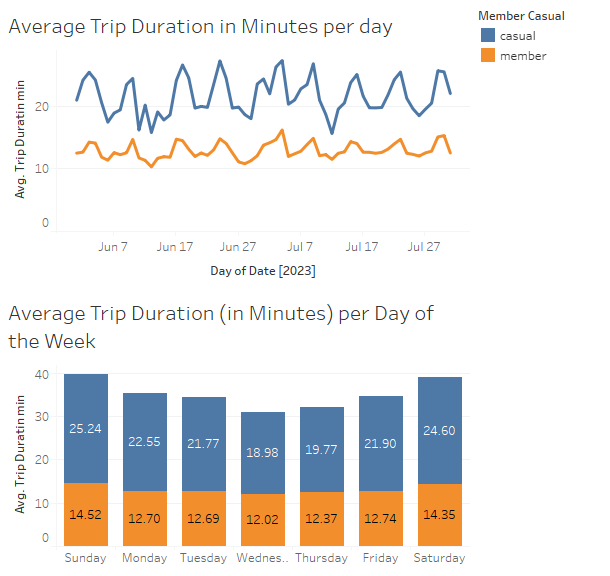 Average Trip Duration in Minutes per day
Member Casual
casual
member
Avg. Trip Duratin min
20
10
0
Jun 7 Jun 17 Jun 27 Jul 7 Jul 17 Jul 27
Day of Date [2023]
Average Trip Duration (in Minutes) per Day of
the Week
Avg. Trip Duratin min
40
30
20
10
0
25.24 22.55 21.77 18.98 19.77 21.90 24.60
14.52 12.70 12.69 12.02 12.37 12.74 14.35
Sunday Monday Tuesday Wednes.. Thursday Friday Saturday